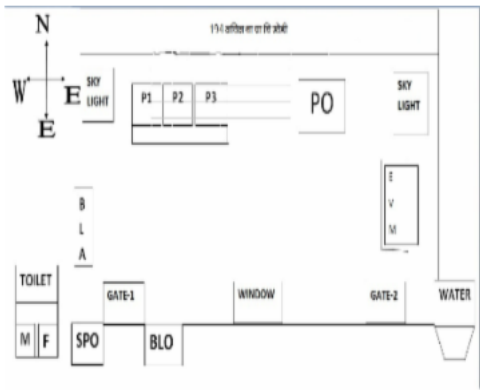 N
W E
E
SKY
LIGHT
P1 P2 P3
PO
SKY
LIGHT
E
V
M
B
L
A
TOILET
M F
GATE-1
WINDOW
GATE-2
WATER
SPO
BLO